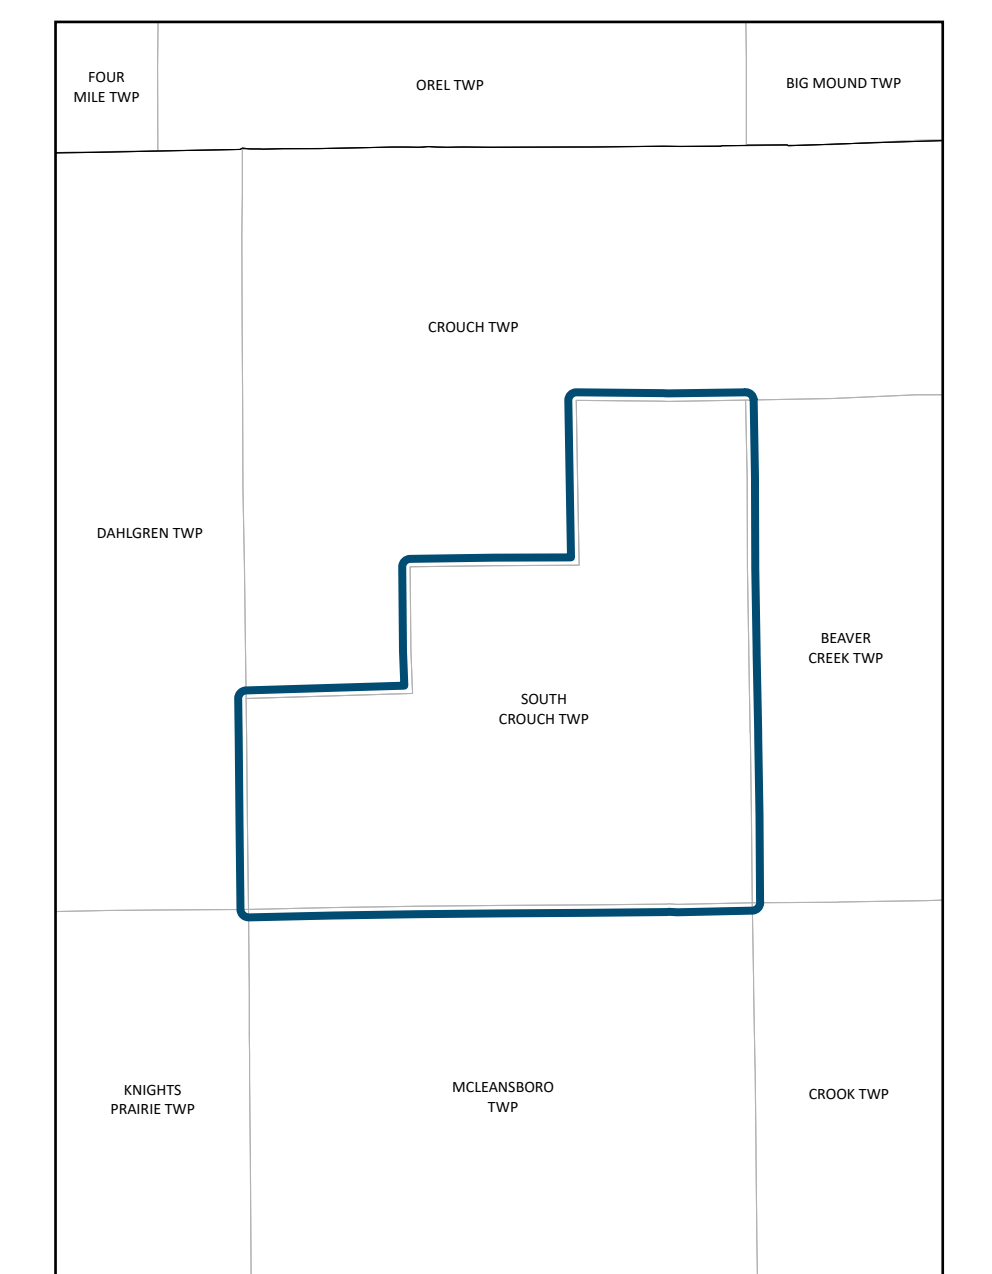 FOUR
MILE TWP
OREL TWP
BIG MOUND TWP
CROUCH TWP
DAHLGREN TWP
BEAVER
CREEK TWP
SOUTH
CROUCH TWP
KNIGHTS
PRAIRIE TWP
MCLEANSBORO
TWP
CROOK TWP